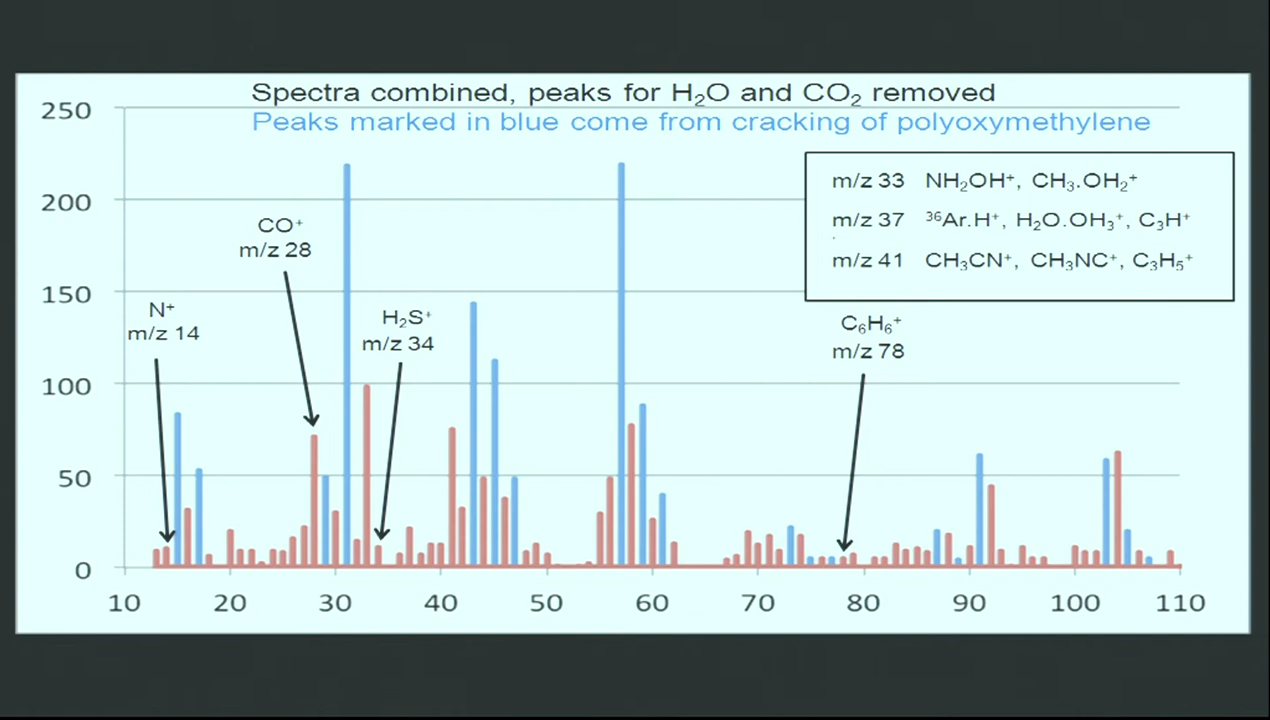 Spectra combined, peaks for H₂O and CO₂ removed
Peaks marked in blue come from cracking of polyoxymethylene
250
200
150
100
50
0
N⁺
m/z 14
CO⁺
m/z 28
H₂S⁺
m/z 34
m/z 33 NH₂OH⁺, CH₃.OH₂⁺
m/z 37 ³⁶Ar.H⁺, H₂O.OH₃⁺, C₃H⁺
m/z 41 CH₃CN⁺, CH₃NC⁺, C₃H₅⁺
C₆H₆⁺
m/z 78
10 20 30 40 50 60 70 80 90 100 110